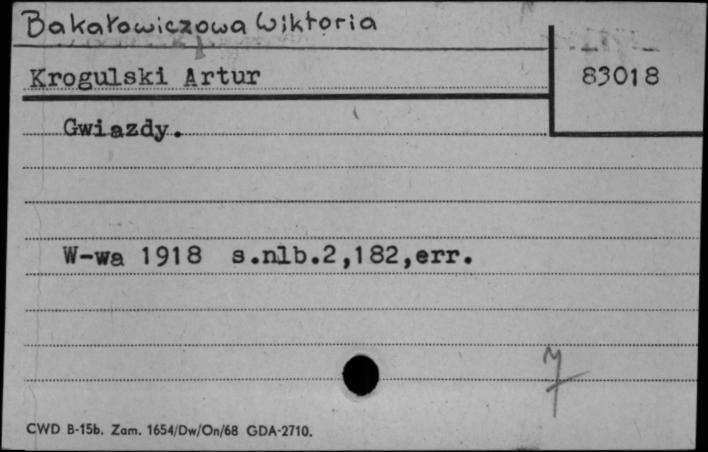 Bakałowiczowa Wiktoria
Krogulski Artur
83018
Gwiazdy.
W-wa 1918 s.nlb.2,182,err.
CWD B-15b. Zam. 1654/Dw/On/68 GDA-2710.